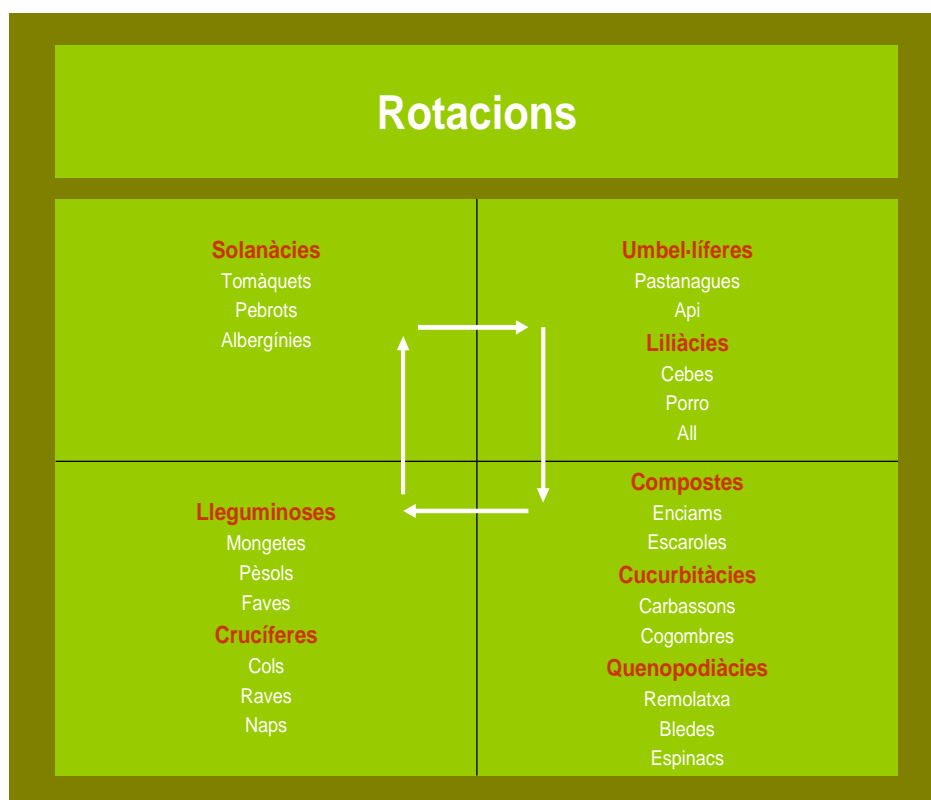 Rotacions
Solanàcies
Tomàquets
Pebrots
Albergínies
Umbel·líferes
Pastanagues
Api
Liliàcies
Cebes
Porro
All
Lleguminoses
Mongetes
Pèsols
Faves
Crucíferes
Cols
Raves
Naps
Compostes
Enciams
Escaroles
Cucurbitàcies
Carbassons
Cogombres
Quenopodiàcies
Remolatxa
Bledes
Espinacs